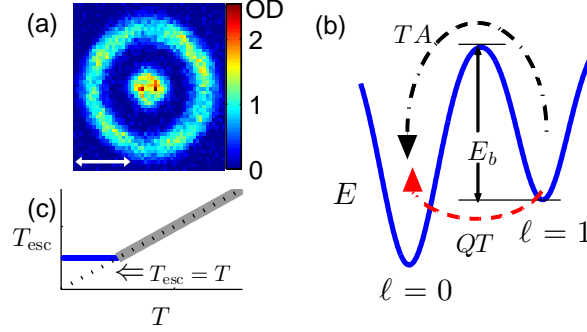 (a)
OD
2
1
0
(b)
TA
E_b
E
QT
ℓ = 1
ℓ = 0
(c)
T_esc
⇐ T_esc = T
T